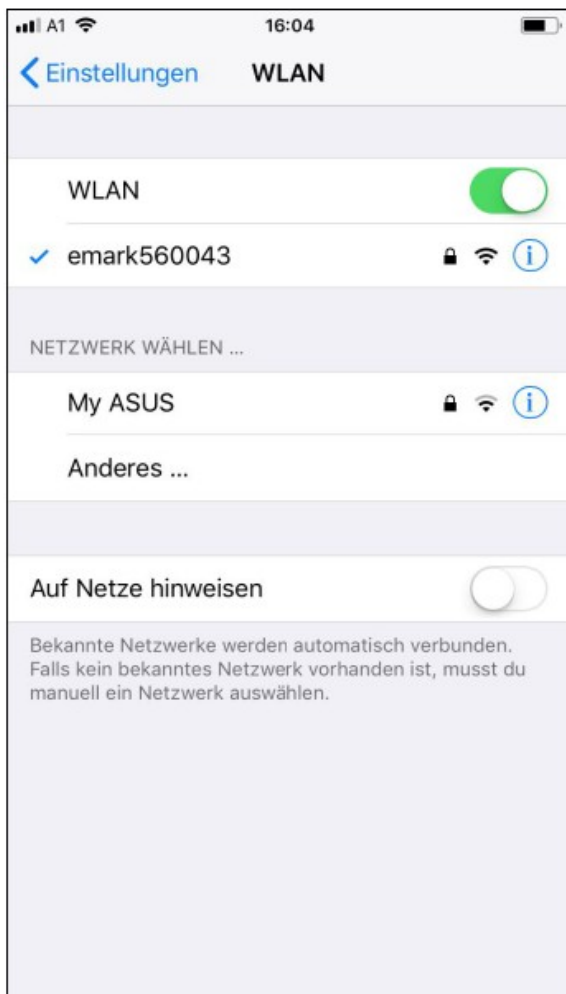 A1 16:04
Einstellungen WLAN
WLAN
emark560043
NETZWERK WÄHLEN ...
My ASUS
Anderes ...
Auf Netze hinweisen
Bekannte Netzwerke werden automatisch verbunden.
Falls kein bekanntes Netzwerk vorhanden ist, musst du
manuell ein Netzwerk auswählen.